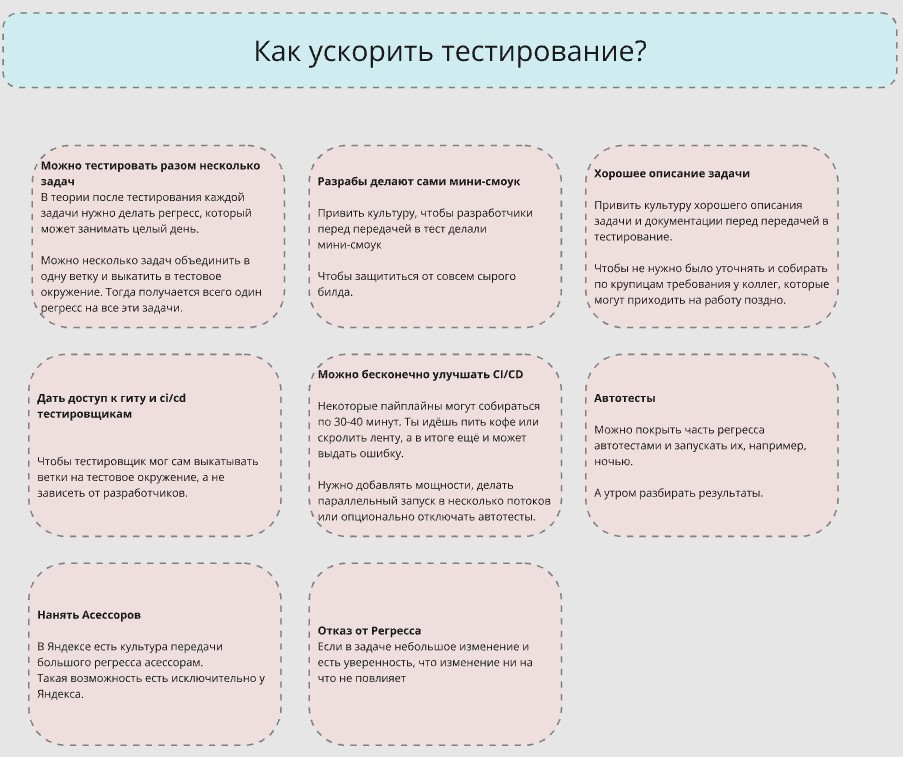 Как ускорить тестирование?
Можно тестировать разом несколько
задач
В теории после тестирования каждой
задачи нужно делать регресс, который
может занимать целый день.
Можно несколько задач объединить в
одну ветку и выкатить в тестовое
окружение. Тогда получается всего один
регресс на все эти задачи.
Разрабы делают сами мини-смоук
Привить культуру, чтобы разработчики
перед передачей в тест делали
мини-смоук
Чтобы защититься от совсем сырого
билда.
Хорошее описание задачи
Привить культуру хорошего описания
задачи и документации перед передачей в
тестирование.
Чтобы не нужно было уточнять и собирать
по крупицам требования у коллег, которые
могут приходить на работу поздно.
Дать доступ к гиту и ci/cd
тестировщикам
Чтобы тестировщик мог сам выкатывать
ветки на тестовое окружение, а не
зависеть от разработчиков.
Можно бесконечно улучшать CI/CD
Некоторые пайплайны могут собираться
по 30-40 минут. Ты идёшь пить кофе или
скролить ленту, а в итоге ещё и может
выдать ошибку.
Нужно добавлять мощности, делать
параллельный запуск в несколько потоков
или опционально отключать автотесты.
Автотесты
Можно покрыть часть регресса
автотестами и запускать их, например,
ночью.
А утром разбирать результаты.
Нанять Асессоров
В Яндексе есть культура передачи
большого регресса асессорам.
Такая возможность есть исключительно у
Яндекса.
Отказ от Регресса
Если в задаче небольшое изменение и
есть уверенность, что изменение ни на
что не повлияет